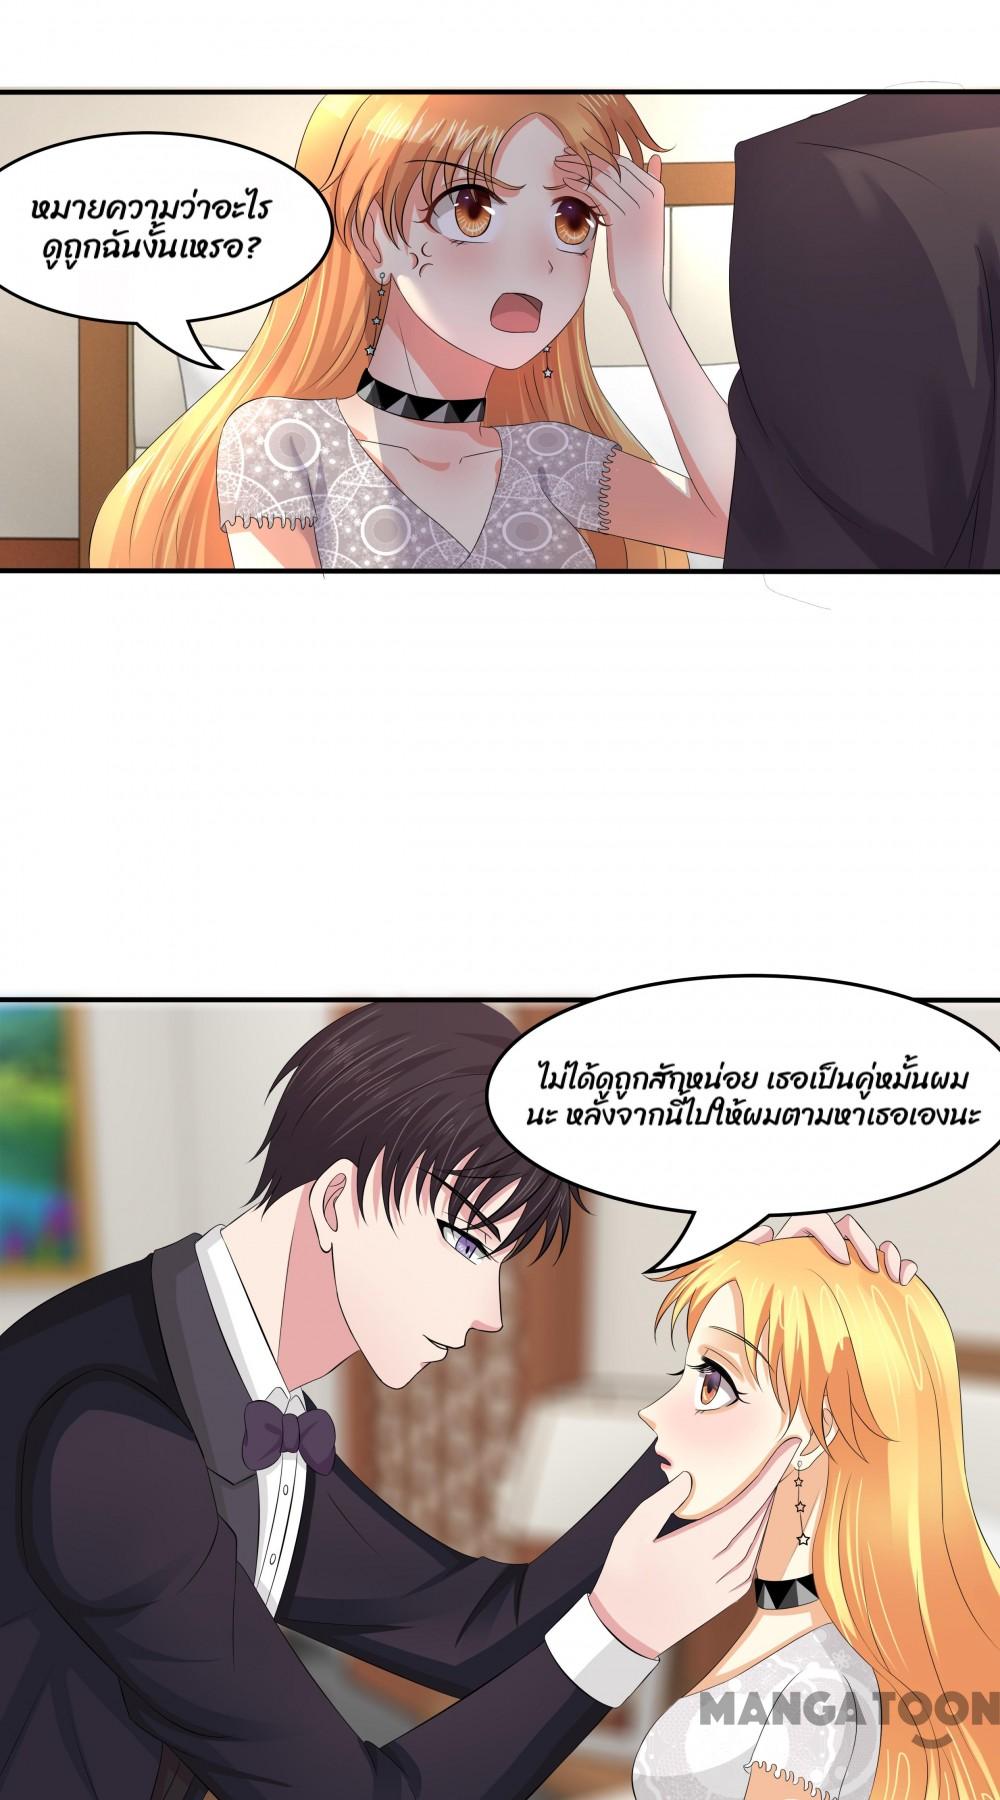 หมายความว่าอะไร
ดูถูกฉันงั้นเหรอ?
ไม่ได้ดูถูกสักหน่อย เธอเป็นคู่หมั้นผม
นะ หลังจากนี้ไปให้ผมตามหาเธอเองนะ
MANGATOON